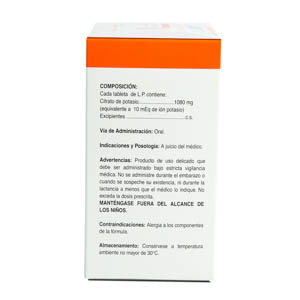 COMPOSICIÓN:
Cada tableta de L.P. contiene:
Citrato de potasio........................1080 mg
(equivalente a 10 mEq de ión potasio)
Excipientes ........................................c.s.
Vía de Administración: Oral.
Indicaciones y Posología: A juicio del médico.
Advertencias: Producto de uso delicado que
debe ser administrado bajo estricta vigilancia
médica. No se administre durante el embarazo o
cuando se sospeche su existencia, ni durante la
lactancia a menos que el médico lo indique. No
exceda la dosis prescrita.
MANTÉNGASE FUERA DEL ALCANCE DE
LOS NIÑOS.
Contraindicaciones: Alergia a los componentes
de la fórmula.
Almacenamiento: Consérvese a temperatura
ambiente no mayor de 30°C.